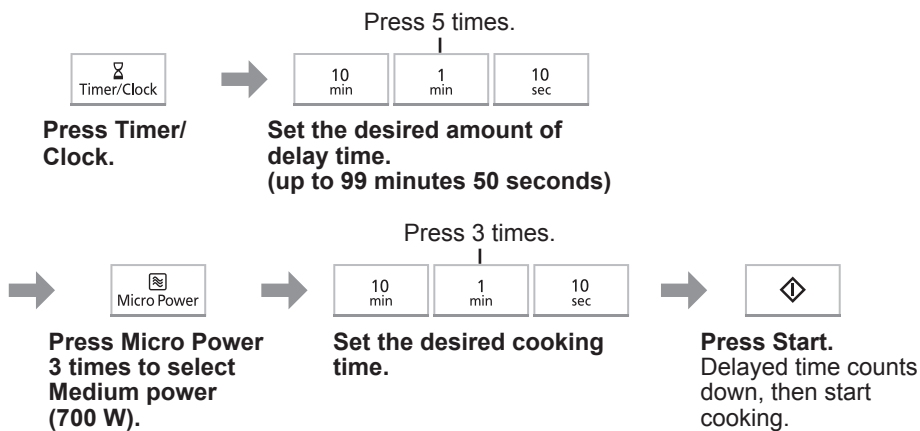 Press 5 times.
Timer/Clock
10 min
1 min
10 sec
Press Timer/
Clock.
Set the desired amount of
delay time.
(up to 99 minutes 50 seconds)
Press 3 times.
Micro Power
10 min
1 min
10 sec
Press Micro Power
3 times to select
Medium power
(700 W).
Set the desired cooking
time.
Press Start.
Delayed time counts
down, then start
cooking.